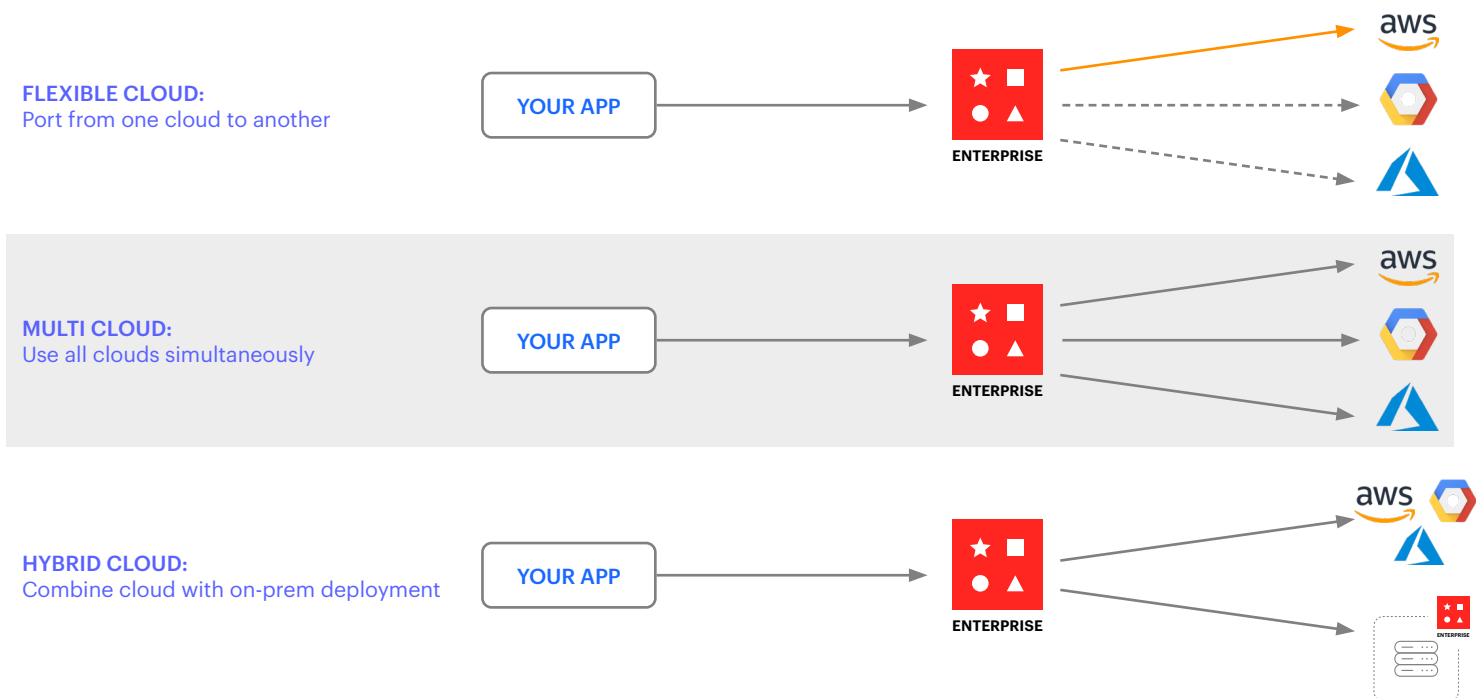 aws
FLEXIBLE CLOUD:
Port from one cloud to another
YOUR APP
ENTERPRISE
aws
MULTI CLOUD:
Use all clouds simultaneously
YOUR APP
ENTERPRISE
aws
HYBRID CLOUD:
Combine cloud with on-prem deployment
YOUR APP
ENTERPRISE
ENTERPRISE